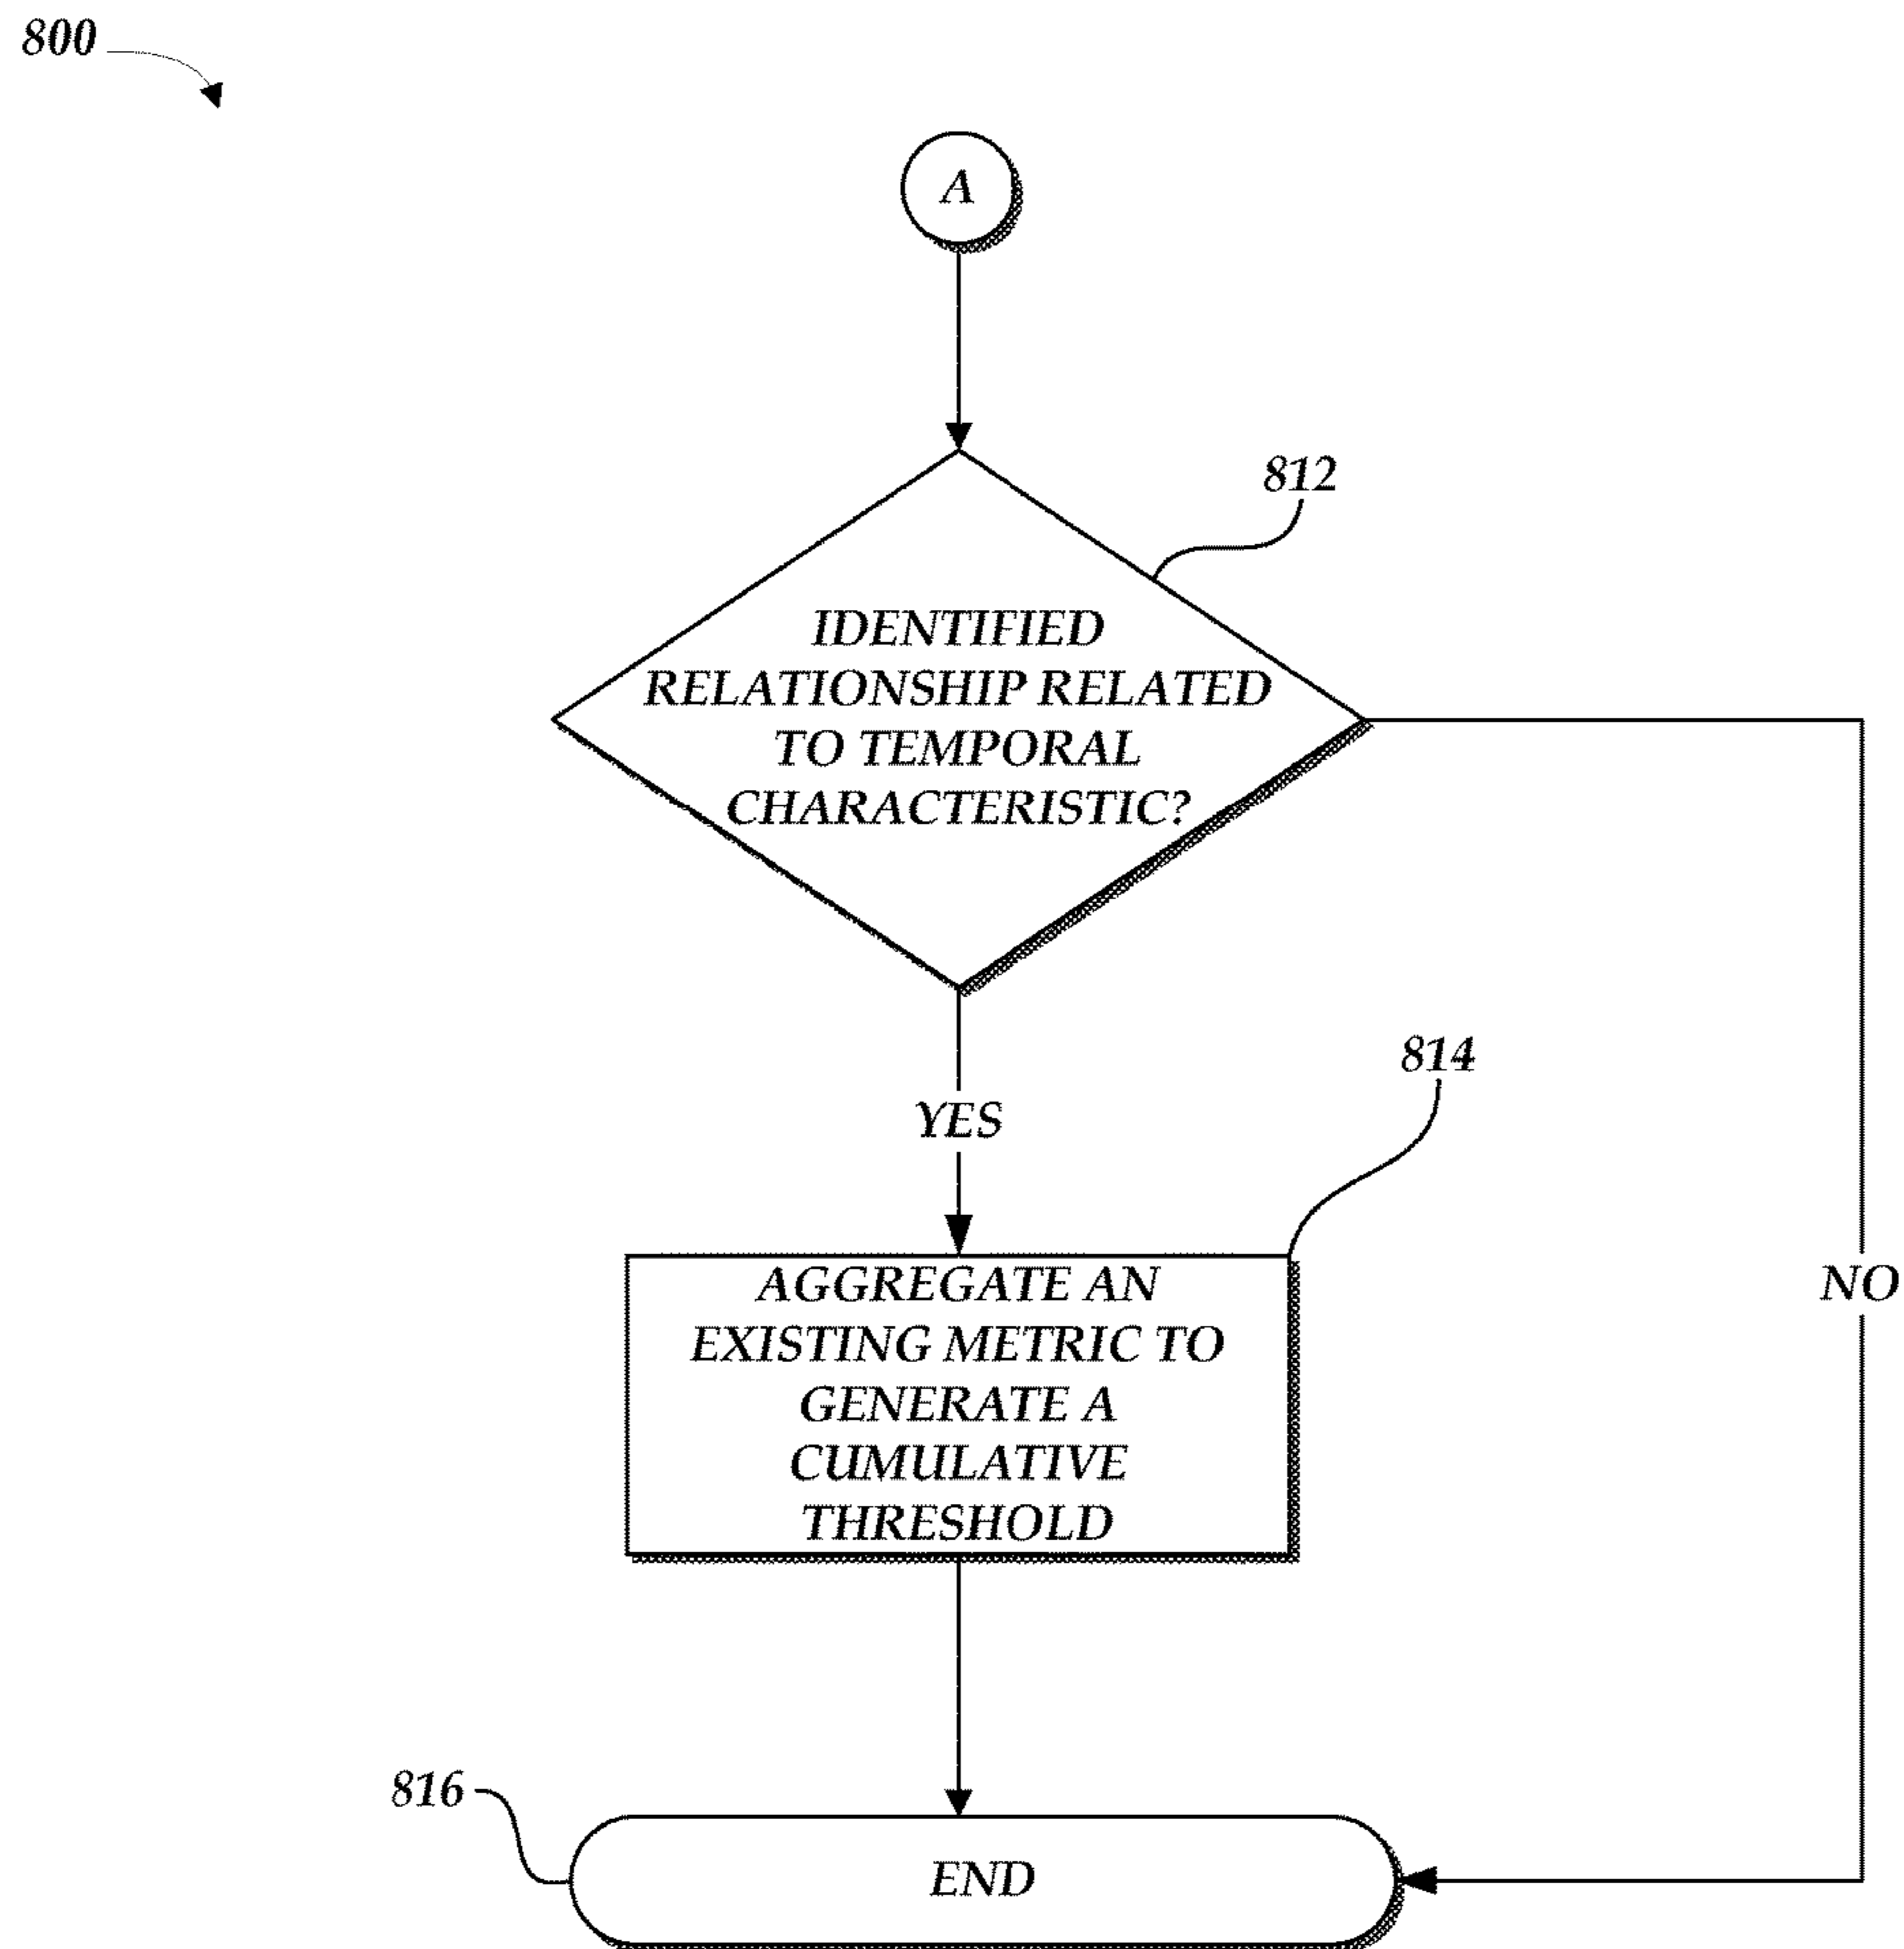 800
A
812
IDENTIFIED
RELATIONSHIP RELATED
TO TEMPORAL
CHARACTERISTIC?
814
YES
AGGREGATE AN
EXISTING METRIC TO
GENERATE A
CUMULATIVE
THRESHOLD
NO
816
END